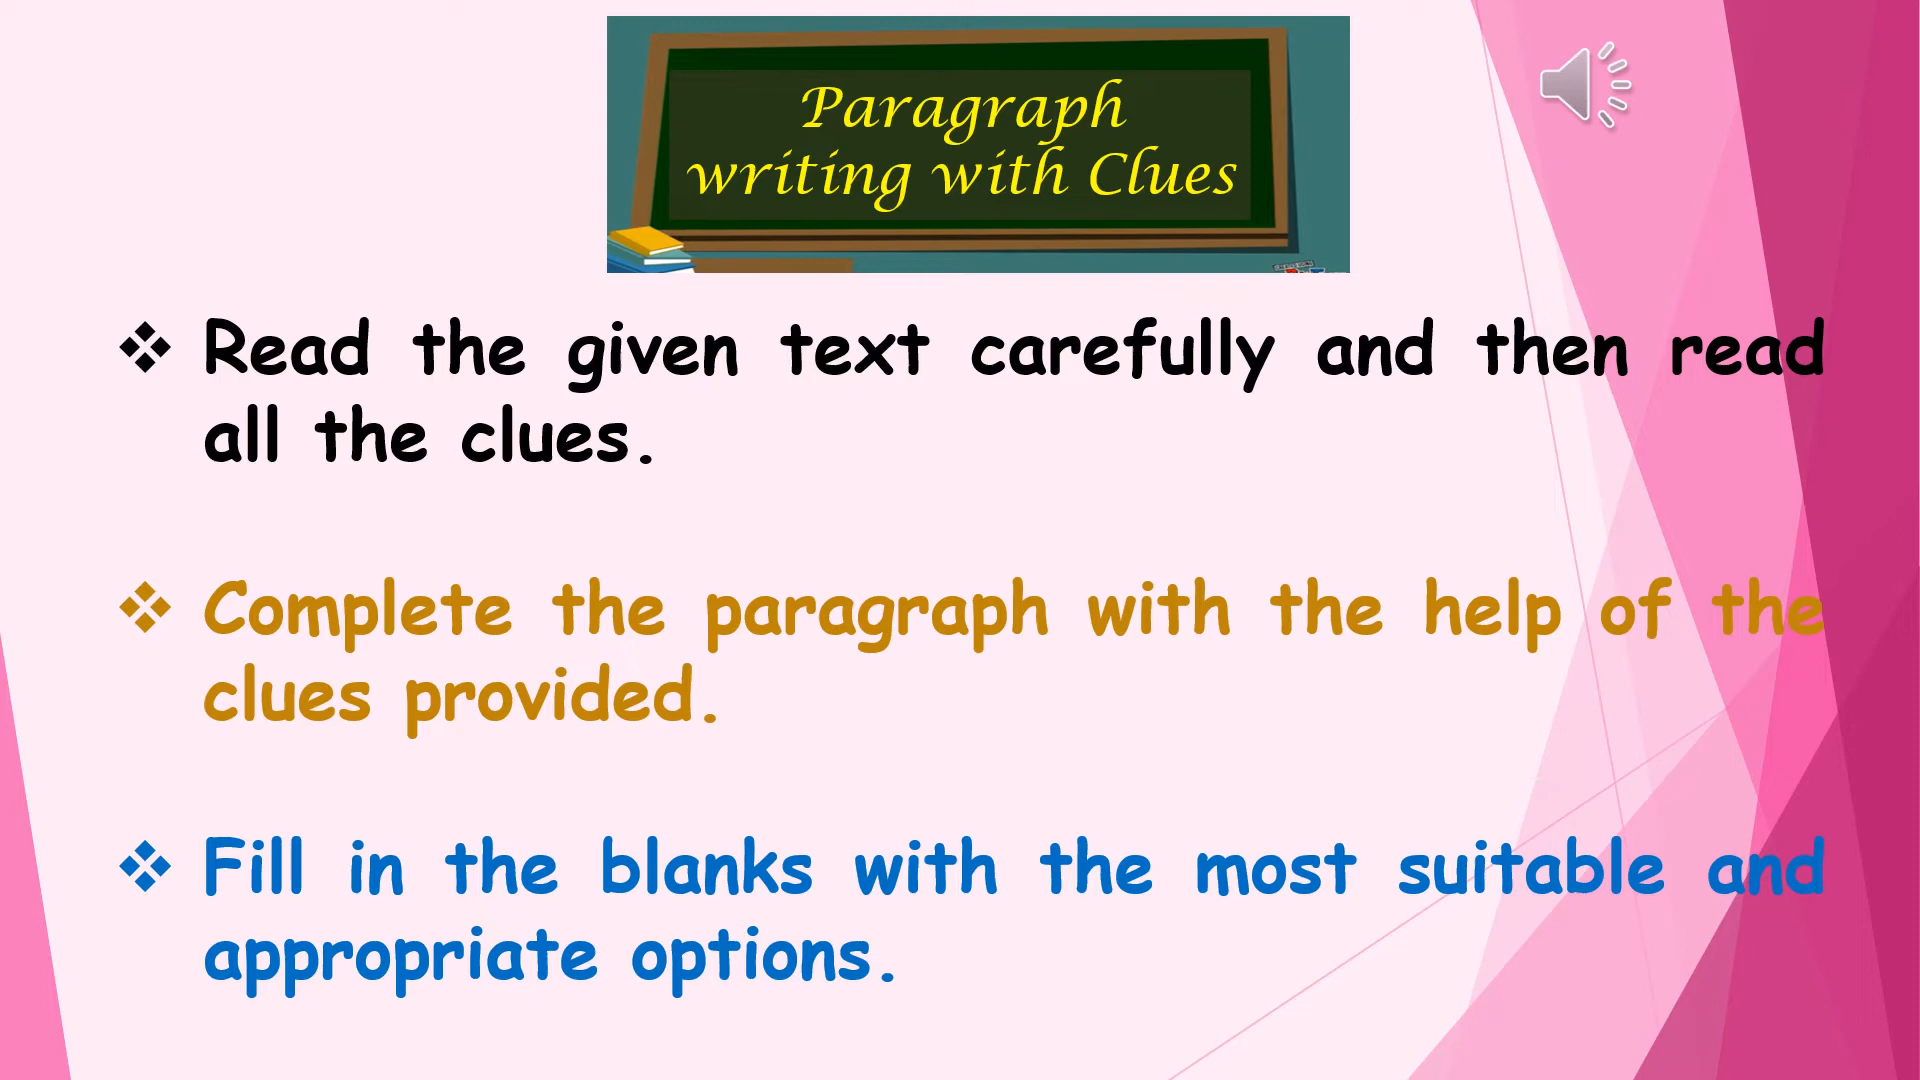 Paragraph
writing with Clues
❖ Read the given text carefully and then read
all the clues.
❖ Complete the paragraph with the help of the
clues provided.
❖ Fill in the blanks with the most suitable and
appropriate options.